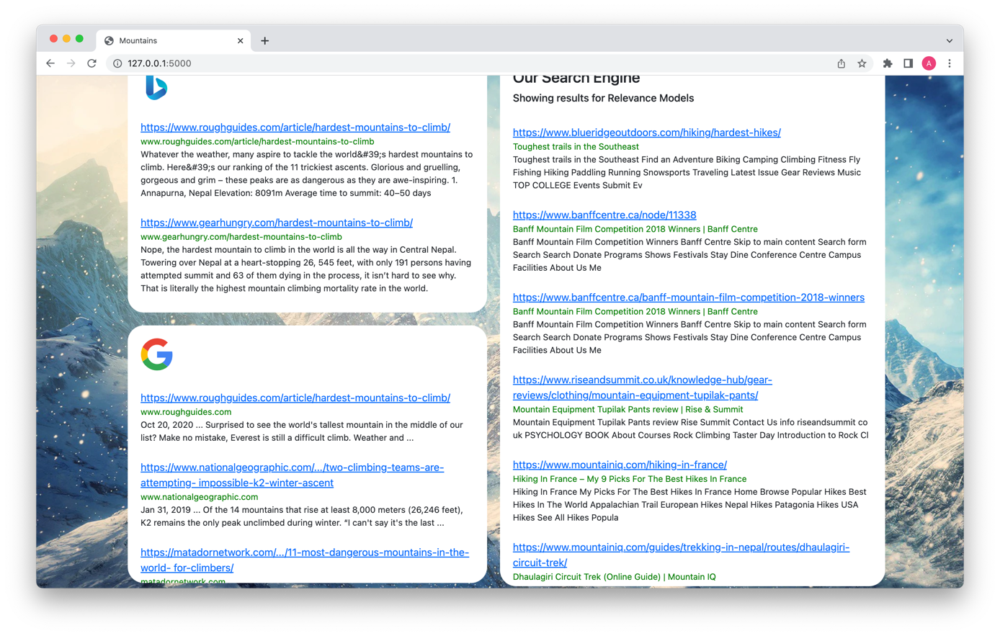 Mountains
127.0.0.1:5000
A
https://www.roughguides.com/article/hardest-mountains-to-climb/
www.roughguides.com/article/hardest-mountains-to-climb
Whatever the weather, many aspire to tackle the world&#39;s hardest mountains to
climb. Here&#39;s our ranking of the 11 trickiest ascents. Glorious and gruelling,
gorgeous and grim – these peaks are as dangerous as they are awe-inspiring. 1.
Annapurna, Nepal Elevation: 8091m Average time to summit: 40–50 days
https://www.gearhungry.com/hardest-mountains-to-climb/
www.gearhungry.com/hardest-mountains-to-climb
Nope, the hardest mountain to climb in the world is all the way in Central Nepal.
Towering over Nepal at a heart-stopping 26, 545 feet, with only 191 persons having
attempted summit and 63 of them dying in the process, it isn’t hard to see why.
That is literally the highest mountain climbing mortality rate in the world.
https://www.roughguides.com/article/hardest-mountains-to-climb/
www.roughguides.com
Oct 20, 2020 ... Surprised to see the world's tallest mountain in the middle of our
list? Make no mistake, Everest is still a difficult climb. Weather and ...
https://www.nationalgeographic.com/.../two-climbing-teams-are-
attempting- impossible-k2-winter-ascent
www.nationalgeographic.com
Jan 31, 2019 ... Of the 14 mountains that rise at least 8,000 meters (26,246 feet),
K2 remains the only peak unclimbed during winter. “I can't say it's the last ...
https://matadornetwork.com/.../11-most-dangerous-mountains-in-the-
world- for-climbers/
matadornetwork.com
Our Search Engine
Showing results for Relevance Models
https://www.blueridgeoutdoors.com/hiking/hardest-hikes/
Toughest trails in the Southeast
Toughest trails in the Southeast Find an Adventure Biking Camping Climbing Fitness Fly
Fishing Hiking Paddling Running Snowsports Traveling Latest Issue Gear Reviews Music
TOP COLLEGE Events Submit Ev
https://www.banffcentre.ca/node/11338
Banff Mountain Film Competition 2018 Winners | Banff Centre
Banff Mountain Film Competition Winners Banff Centre Skip to main content Search form
Search Search Donate Programs Shows Festivals Stay Dine Conference Centre Campus
Facilities About Us Me
https://www.banffcentre.ca/banff-mountain-film-competition-2018-winners
Banff Mountain Film Competition 2018 Winners | Banff Centre
Banff Mountain Film Competition Winners Banff Centre Skip to main content Search form
Search Search Donate Programs Shows Festivals Stay Dine Conference Centre Campus
Facilities About Us Me
https://www.riseandsummit.co.uk/knowledge-hub/gear-
reviews/clothing/mountain-equipment-tupilak-pants/
Mountain Equipment Tupilak Pants review | Rise & Summit
Mountain Equipment Tupilak Pants review Rise Summit Contact Us info riseandsummit co
uk PSYCHOLOGY BOOK About Courses Rock Climbing Taster Day Introduction to Rock Cl
https://www.mountainiq.com/hiking-in-france/
Hiking In France – My 9 Picks For The Best Hikes In France
Hiking In France My Picks For The Best Hikes In France Home Browse Popular Hikes Best
Hikes In The World Appalachian Trail European Hikes Nepal Hikes Patagonia Hikes USA
Hikes See All Hikes Popula
https://www.mountainiq.com/guides/trekking-in-nepal/routes/dhaulagiri-
circuit-trek/
Dhaulagiri Circuit Trek (Online Guide) | Mountain IQ